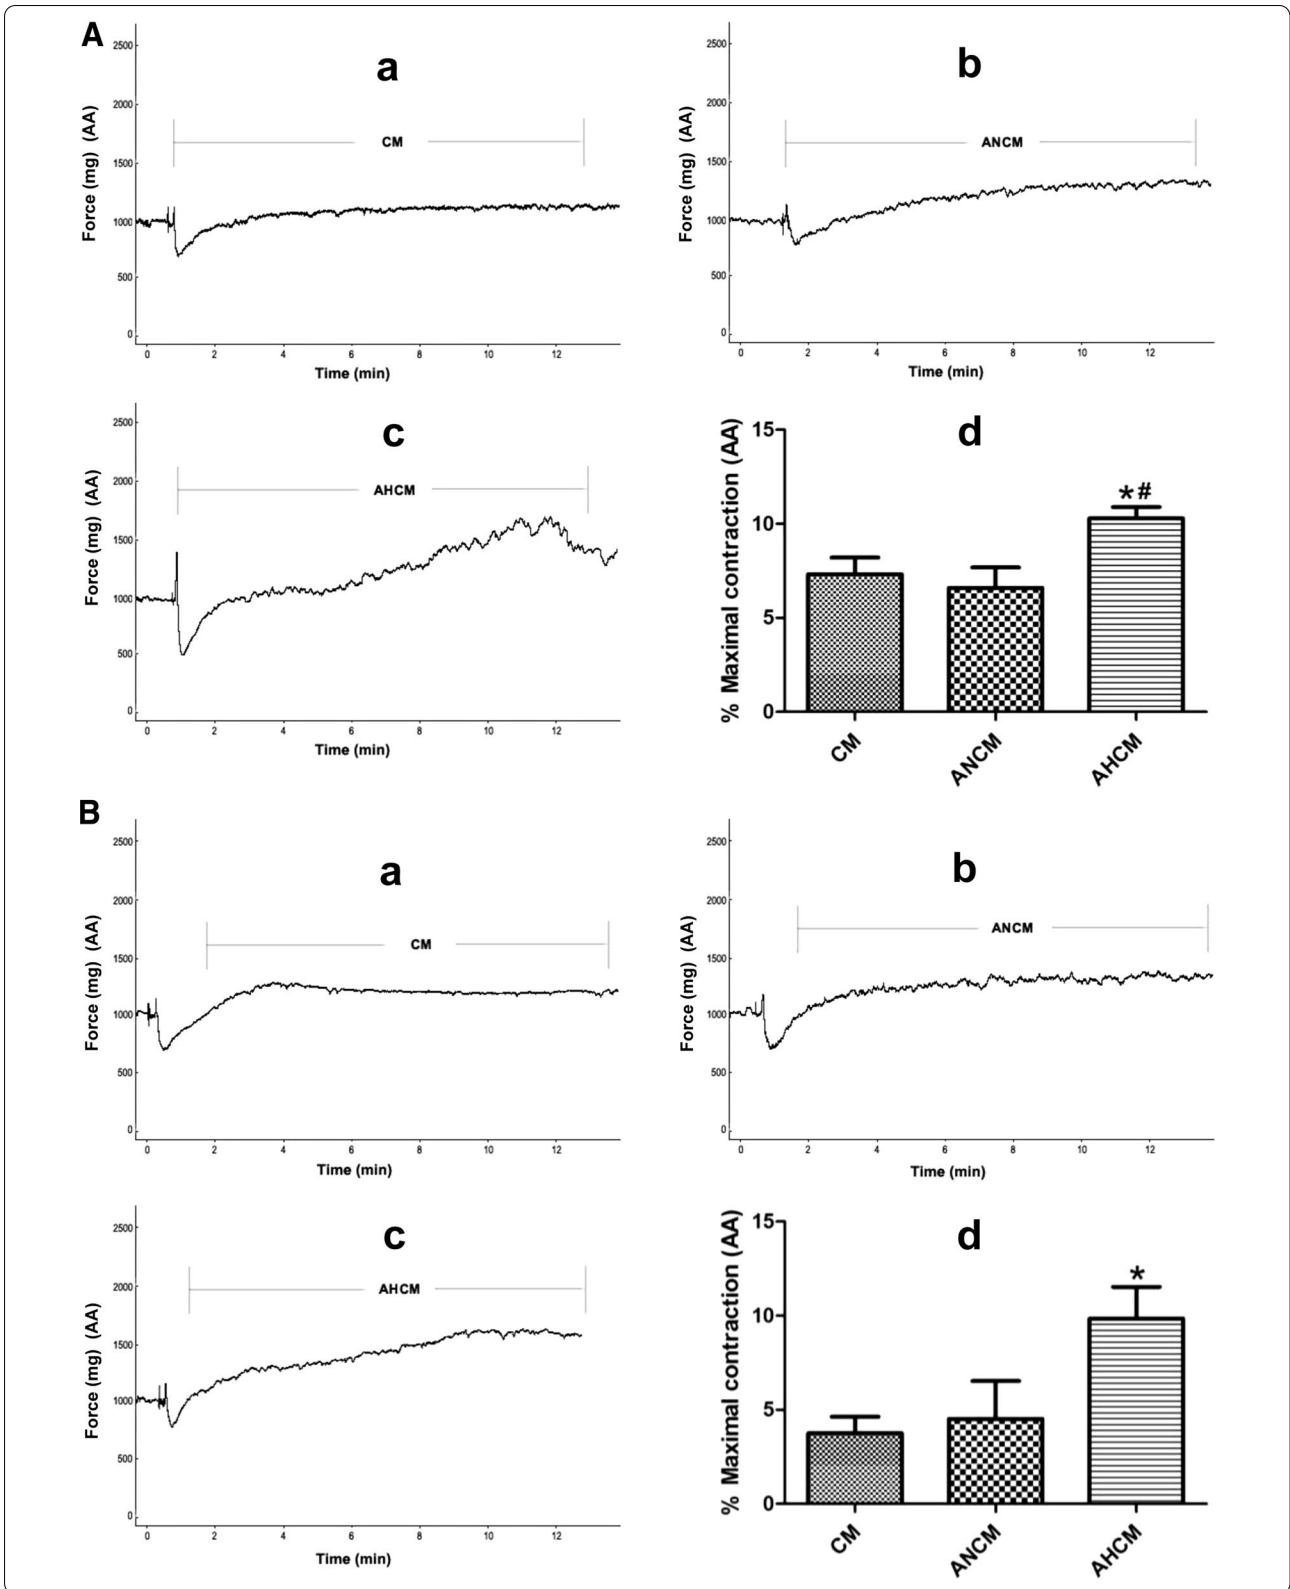 A
a
Force (mg) (AA)
2500
2000
1500
1000
500
0
CM
0 2 4 6 8 10 12
Time (min)
b
Force (mg) (AA)
2500
2000
1500
1000
500
0
ANCM
0 2 4 6 8 10 12
Time (min)
c
Force (mg) (AA)
2500
2000
1500
1000
500
0
AHCM
0 2 4 6 8 10 12
Time (min)
d
% Maximal contraction (AA)
15
10
5
0
*#
CM
ANCM
AHCM
B
a
Force (mg) (AA)
2500
2000
1500
1000
500
0
CM
0 2 4 6 8 10 12
Time (min)
b
Force (mg) (AA)
2500
2000
1500
1000
500
0
ANCM
0 2 4 6 8 10 12
Time (min)
c
Force (mg) (AA)
2500
2000
1500
1000
500
0
AHCM
0 2 4 6 8 10 12
Time (min)
d
% Maximal contraction (AA)
15
10
5
0
*
CM
ANCM
AHCM